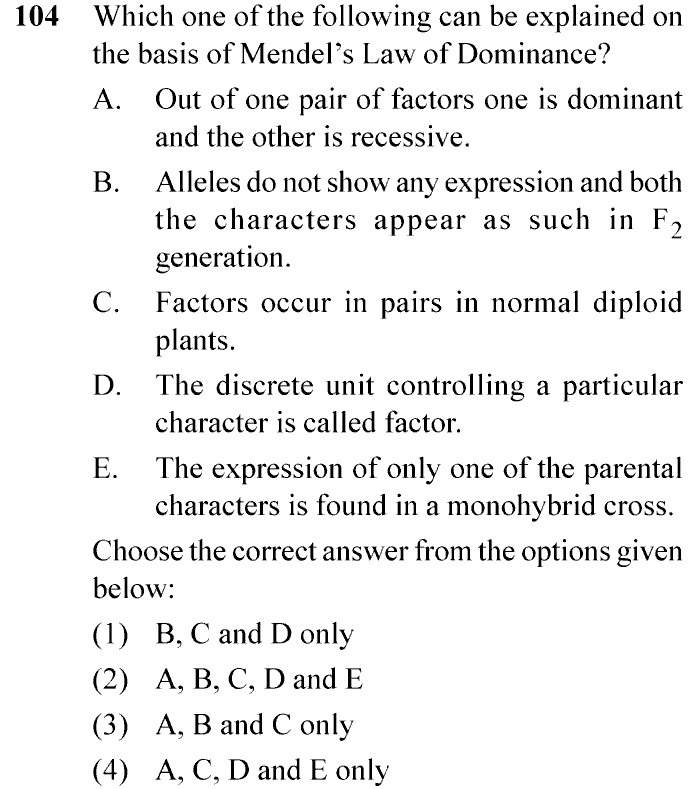 104 Which one of the following can be explained on
the basis of Mendel's Law of Dominance?
A. Out of one pair of factors one is dominant
and the other is recessive.
B. Alleles do not show any expression and both
the characters appear as such in F₂
generation.
C. Factors occur in pairs in normal diploid
plants.
D. The discrete unit controlling a particular
character is called factor.
E. The expression of only one of the parental
characters is found in a monohybrid cross.
Choose the correct answer from the options given
below:
(1) B, C and D only
(2) A, B, C, D and E
(3) A, B and C only
(4) A, C, D and E only